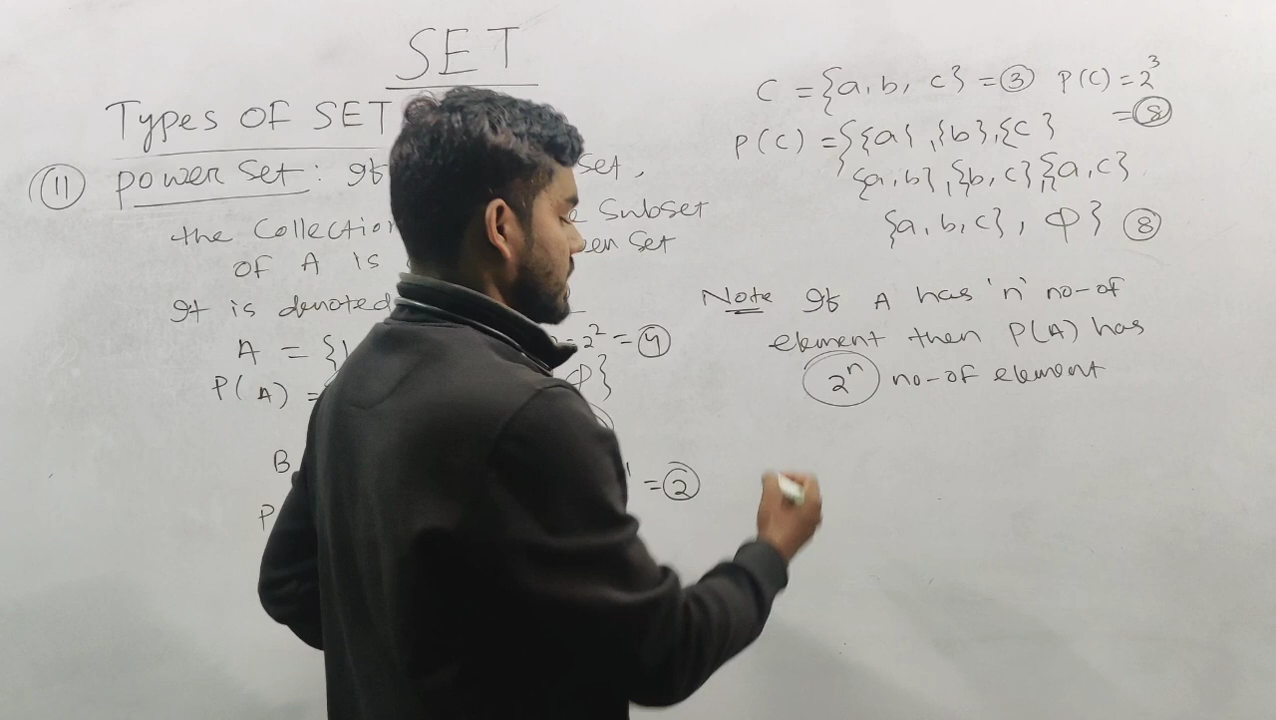 SET
Types OF SET
(11) power set : If set,
the Collection Subset
OF A is set
It is denoted
A = {1 2² = 4
P(A) = φ}
B
= 2
P
C = {a, b, c} = 3 P(C) = 2³
= 8
P(C) = {{a}, {b}, {c}
{a, b}, {b, c}, {a, c}
{a, b, c}, φ} 8
Note If A has 'n' no-of
element then P(A) has
2ⁿ no-of element